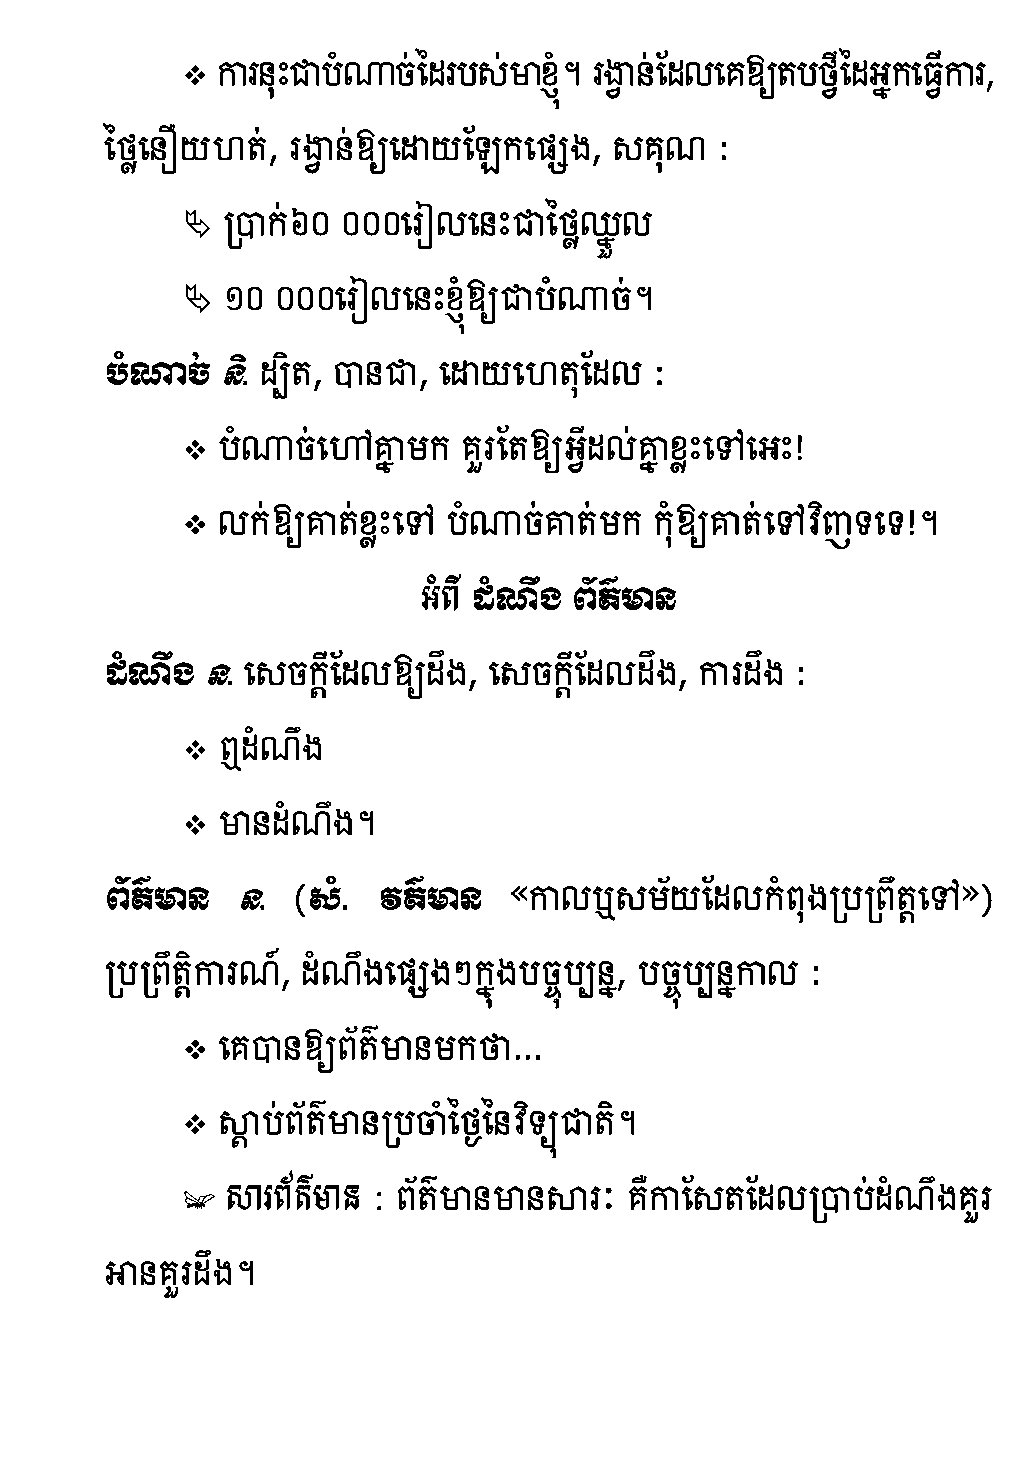 ❖ ការនុះជាបំណាច់ដៃរបស់មាខ្ញុំ។ រង្វាន់ដែលគេឱ្យតបថ្វីដៃអ្នកធ្វើការ,
ថ្លៃនឿយហត់, រង្វាន់ឱ្យដោយឡែកផ្សេង, សគុណ :
ប្រាក់៦០ ០០០រៀលនេះជាថ្លៃឈ្នួល
១០ ០០០រៀលនេះខ្ញុំឱ្យជាបំណាច់។
បំណាច់ និ. ដ្បិត, បានជា, ដោយហេតុដែល :
❖ បំណាច់ហៅគ្នាមក គួរតែឱ្យអ្វីដល់គ្នាខ្លះទៅអេះ!
❖ លក់ឱ្យគាត់ខ្លះទៅ បំណាច់គាត់មក កុំឱ្យគាត់ទៅវិញទទេ!។
អំពី ដំណឹង ព័ត៌មាន
ដំណឹង ន. សេចក្ដីដែលឱ្យដឹង, សេចក្ដីដែលដឹង, ការដឹង :
❖ ឮដំណឹង
❖ មានដំណឹង។
ព័ត៌មាន ន. (សំ. វត៌មាន «កាលឬសម័យដែលកំពុងប្រព្រឹត្តទៅ»)
ប្រព្រឹត្តិការណ៍, ដំណឹងផ្សេងៗក្នុងបច្ចុប្បន្ន, បច្ចុប្បន្នកាល :
❖ គេបានឱ្យព័ត៌មានមកថា...
❖ ស្ដាប់ព័ត៌មានប្រចាំថ្ងៃនៃវិទ្យុជាតិ។
សារព័ត៌មាន : ព័ត៌មានមានសារៈ គឺកាសែតដែលប្រាប់ដំណឹងគួរ
អានគួរដឹង។